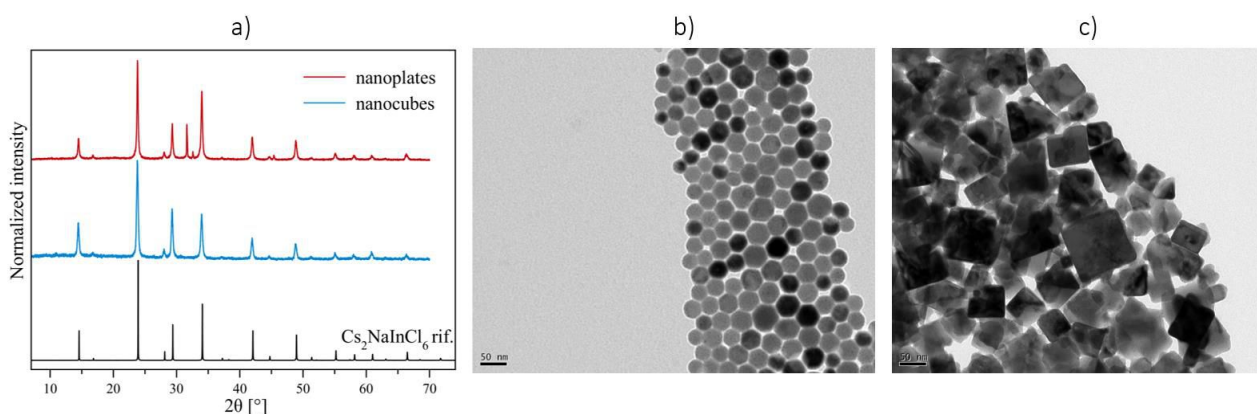 a)
b)
c)
nanoplates
nanocubes
Normalized intensity
Cs₂NaInCl₆ rif.
10 20 30 40 50 60 70
2θ [°]
50 nm
50 nm